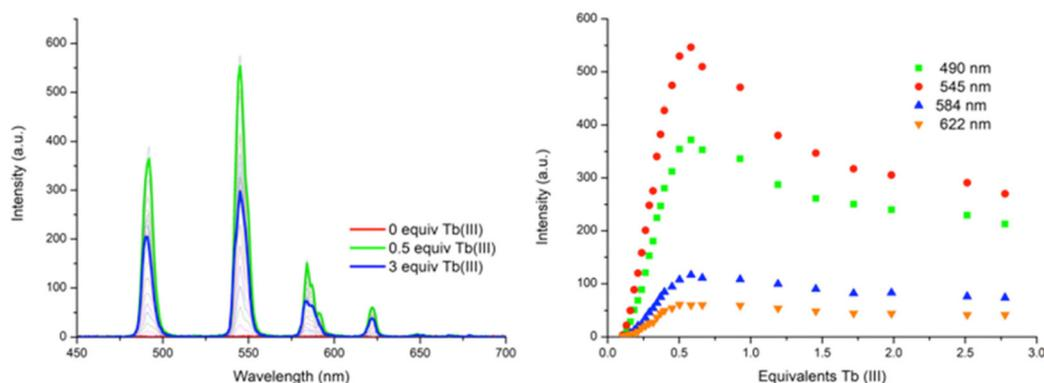 Intensity (a.u.)
500
400
300
200
100
0
0 equiv Tb(III)
0.5 equiv Tb(III)
3 equiv Tb(III)
450
500
550
600
650
700
Wavelength (nm)
Intensity (a.u.)
600
500
400
300
200
100
0
490 nm
545 nm
584 nm
622 nm
0.0
0.5
1.0
1.5
2.0
2.5
3.0
Equivalents Tb (III)